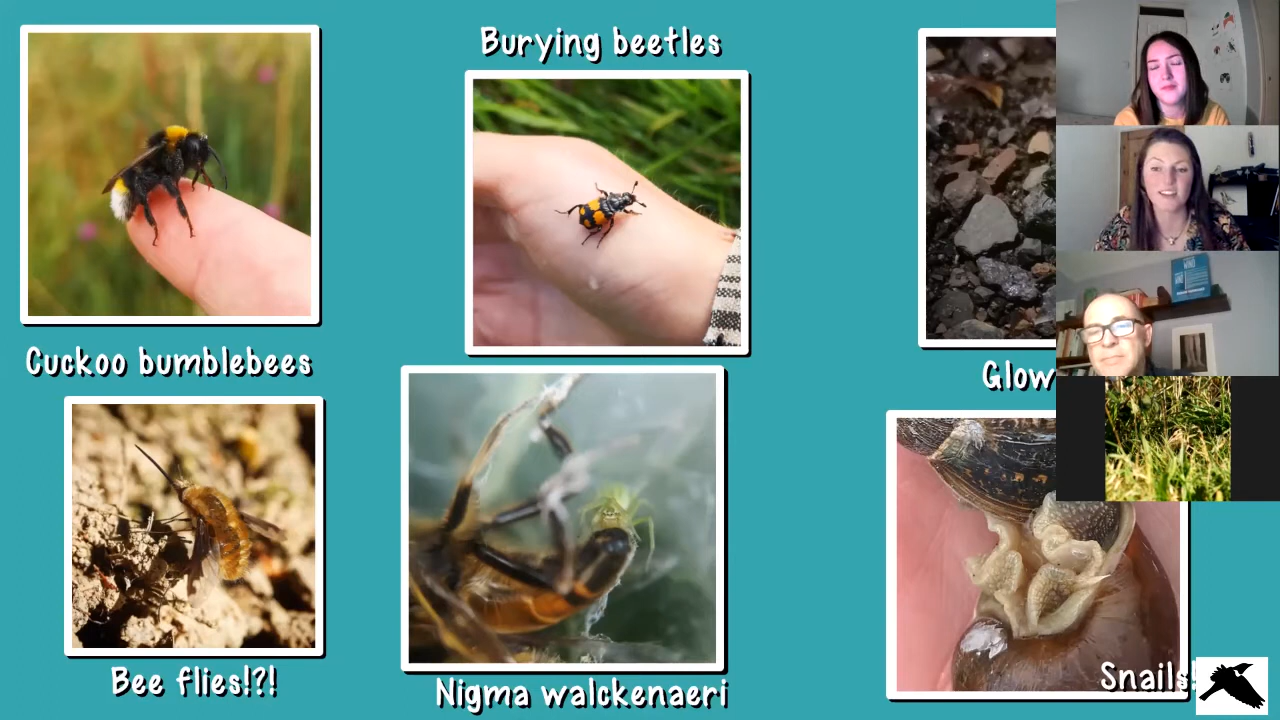 Burying beetles
Cuckoo bumblebees
Glow
Bee flies!?!
Nigma walckenaeri
Snails!